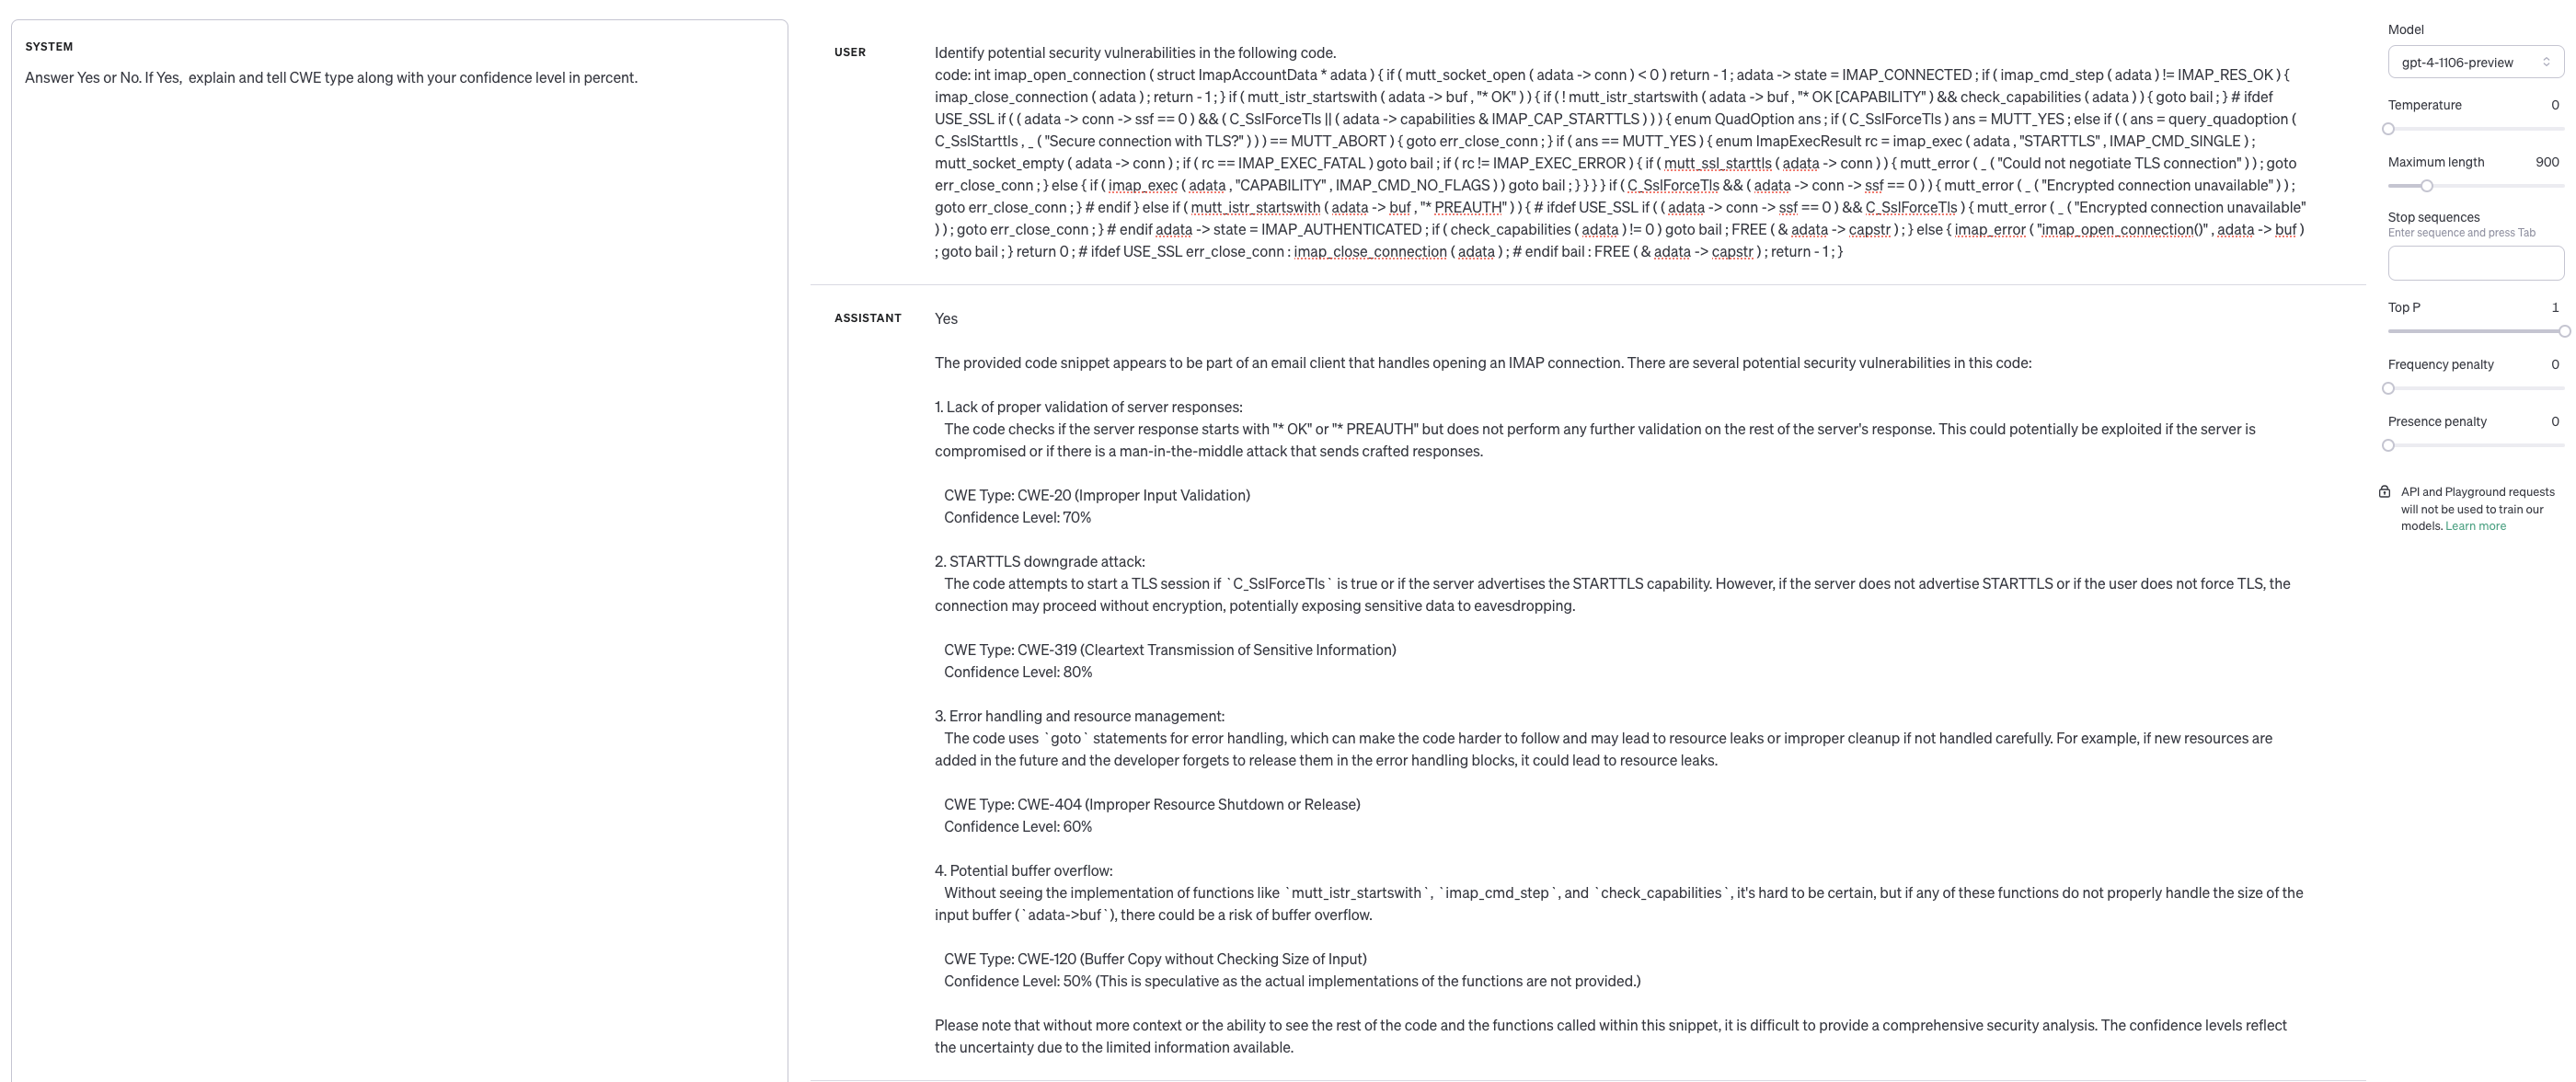 SYSTEM
Answer Yes or No. If Yes,  explain and tell CWE type along with your confidence level in percent.
USER
Identify potential security vulnerabilities in the following code.
code: int imap_open_connection ( struct ImapAccountData * adata ) { if ( mutt_socket_open ( adata -> conn ) < 0 ) return - 1 ; adata -> state = IMAP_CONNECTED ; if ( imap_cmd_step ( adata ) != IMAP_RES_OK ) {
imap_close_connection ( adata ) ; return - 1 ; } if ( mutt_istr_startswith ( adata -> buf , "* OK" ) ) { if ( ! mutt_istr_startswith ( adata -> buf , "* OK [CAPABILITY" ) && check_capabilities ( adata ) ) { goto bail ; } # ifdef
USE_SSL if ( ( adata -> conn -> ssf == 0 ) && ( C_SslForceTls || ( adata -> capabilities & IMAP_CAP_STARTTLS ) ) ) { enum QuadOption ans ; if ( C_SslForceTls ) ans = MUTT_YES ; else if ( ( ans = query_quadoption (
C_SslStarttls , _ ( "Secure connection with TLS?" ) ) ) == MUTT_ABORT ) { goto err_close_conn ; } if ( ans == MUTT_YES ) { enum ImapExecResult rc = imap_exec ( adata , "STARTTLS" , IMAP_CMD_SINGLE ) ;
mutt_socket_empty ( adata -> conn ) ; if ( rc == IMAP_EXEC_FATAL ) goto bail ; if ( rc != IMAP_EXEC_ERROR ) { if ( mutt_ssl_starttls ( adata -> conn ) ) { mutt_error ( _ ( "Could not negotiate TLS connection" ) ) ; goto
err_close_conn ; } else { if ( imap_exec ( adata , "CAPABILITY" , IMAP_CMD_NO_FLAGS ) ) goto bail ; } } } } if ( C_SslForceTls && ( adata -> conn -> ssf == 0 ) ) { mutt_error ( _ ( "Encrypted connection unavailable" ) ) ;
goto err_close_conn ; } # endif } else if ( mutt_istr_startswith ( adata -> buf , "* PREAUTH" ) ) { # ifdef USE_SSL if ( ( adata -> conn -> ssf == 0 ) && C_SslForceTls ) { mutt_error ( _ ( "Encrypted connection unavailable"
) ) ; goto err_close_conn ; } # endif adata -> state = IMAP_AUTHENTICATED ; if ( check_capabilities ( adata ) != 0 ) goto bail ; FREE ( & adata -> capstr ) ; } else { imap_error ( "imap_open_connection()" , adata -> buf )
; goto bail ; } return 0 ; # ifdef USE_SSL err_close_conn : imap_close_connection ( adata ) ; # endif bail : FREE ( & adata -> capstr ) ; return - 1 ; }
ASSISTANT
Yes
The provided code snippet appears to be part of an email client that handles opening an IMAP connection. There are several potential security vulnerabilities in this code:
1. Lack of proper validation of server responses:
The code checks if the server response starts with "* OK" or "* PREAUTH" but does not perform any further validation on the rest of the server's response. This could potentially be exploited if the server is
compromised or if there is a man-in-the-middle attack that sends crafted responses.
CWE Type: CWE-20 (Improper Input Validation)
Confidence Level: 70%
2. STARTTLS downgrade attack:
The code attempts to start a TLS session if `C_SslForceTls` is true or if the server advertises the STARTTLS capability. However, if the server does not advertise STARTTLS or if the user does not force TLS, the
connection may proceed without encryption, potentially exposing sensitive data to eavesdropping.
CWE Type: CWE-319 (Cleartext Transmission of Sensitive Information)
Confidence Level: 80%
3. Error handling and resource management:
The code uses `goto` statements for error handling, which can make the code harder to follow and may lead to resource leaks or improper cleanup if not handled carefully. For example, if new resources are
added in the future and the developer forgets to release them in the error handling blocks, it could lead to resource leaks.
CWE Type: CWE-404 (Improper Resource Shutdown or Release)
Confidence Level: 60%
4. Potential buffer overflow:
Without seeing the implementation of functions like `mutt_istr_startswith`, `imap_cmd_step`, and `check_capabilities`, it's hard to be certain, but if any of these functions do not properly handle the size of the
input buffer (`adata->buf`), there could be a risk of buffer overflow.
CWE Type: CWE-120 (Buffer Copy without Checking Size of Input)
Confidence Level: 50% (This is speculative as the actual implementations of the functions are not provided.)
Please note that without more context or the ability to see the rest of the code and the functions called within this snippet, it is difficult to provide a comprehensive security analysis. The confidence levels reflect
the uncertainty due to the limited information available.
Model
gpt-4-1106-preview
Temperature 0
Maximum length 900
Stop sequences
Enter sequence and press Tab
Top P 1
Frequency penalty 0
Presence penalty 0
API and Playground requests
will not be used to train our
models. Learn more